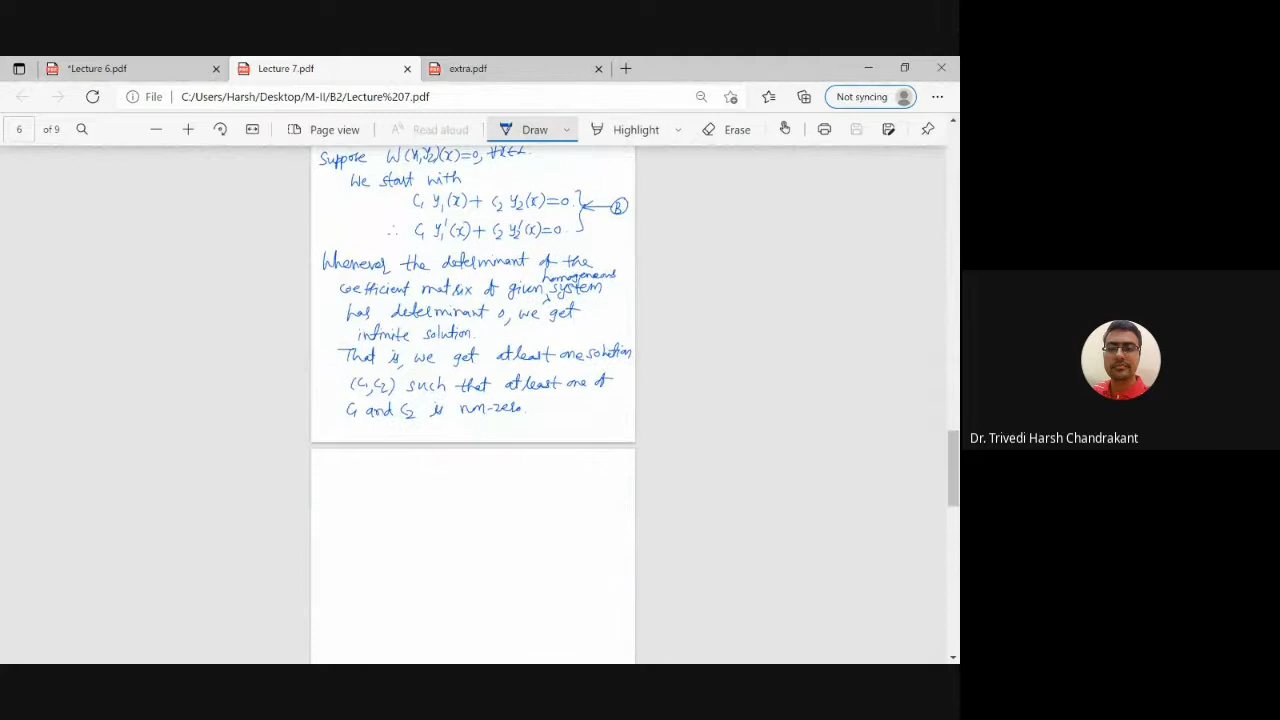 *Lecture 6.pdf
Lecture 7.pdf
extra.pdf
File
C:/Users/Harsh/Desktop/M-II/B2/Lecture%207.pdf
Not syncing
6 of 9
Page view
Read aloud
Draw
Highlight
Erase
Suppose W(y1,y2)(x)=0, ∀x∈I.
We start with
C1 y1(x) + C2 y2(x)=0. } ← B
∴ C1 y1'(x) + C2 y2'(x)=0.
Whenever the determinant of the
homogeneous
coefficient matrix of given system
has determinant 0, we get
infinite solution.
That is, we get atleast one solution
(C1,C2) such that atleast one of
C1 and C2 is non-zero.
Dr. Trivedi Harsh Chandrakant